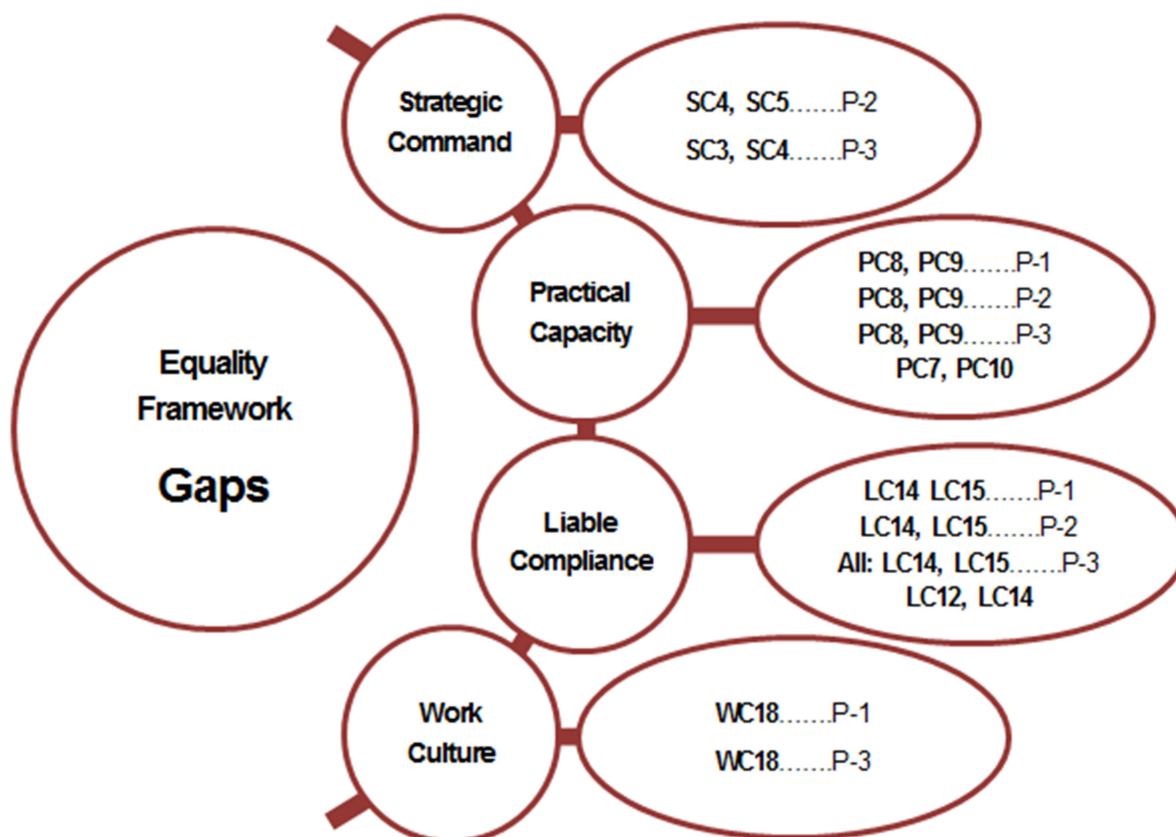 Equality
Framework
Gaps
Strategic
Command
SC4, SC5.......P-2
SC3, SC4.......P-3
Practical
Capacity
PC8, PC9.......P-1
PC8, PC9.......P-2
PC8, PC9.......P-3
PC7, PC10
Liable
Compliance
LC14 LC15.......P-1
LC14, LC15.......P-2
All: LC14, LC15.......P-3
LC12, LC14
Work
Culture
WC18.......P-1
WC18.......P-3